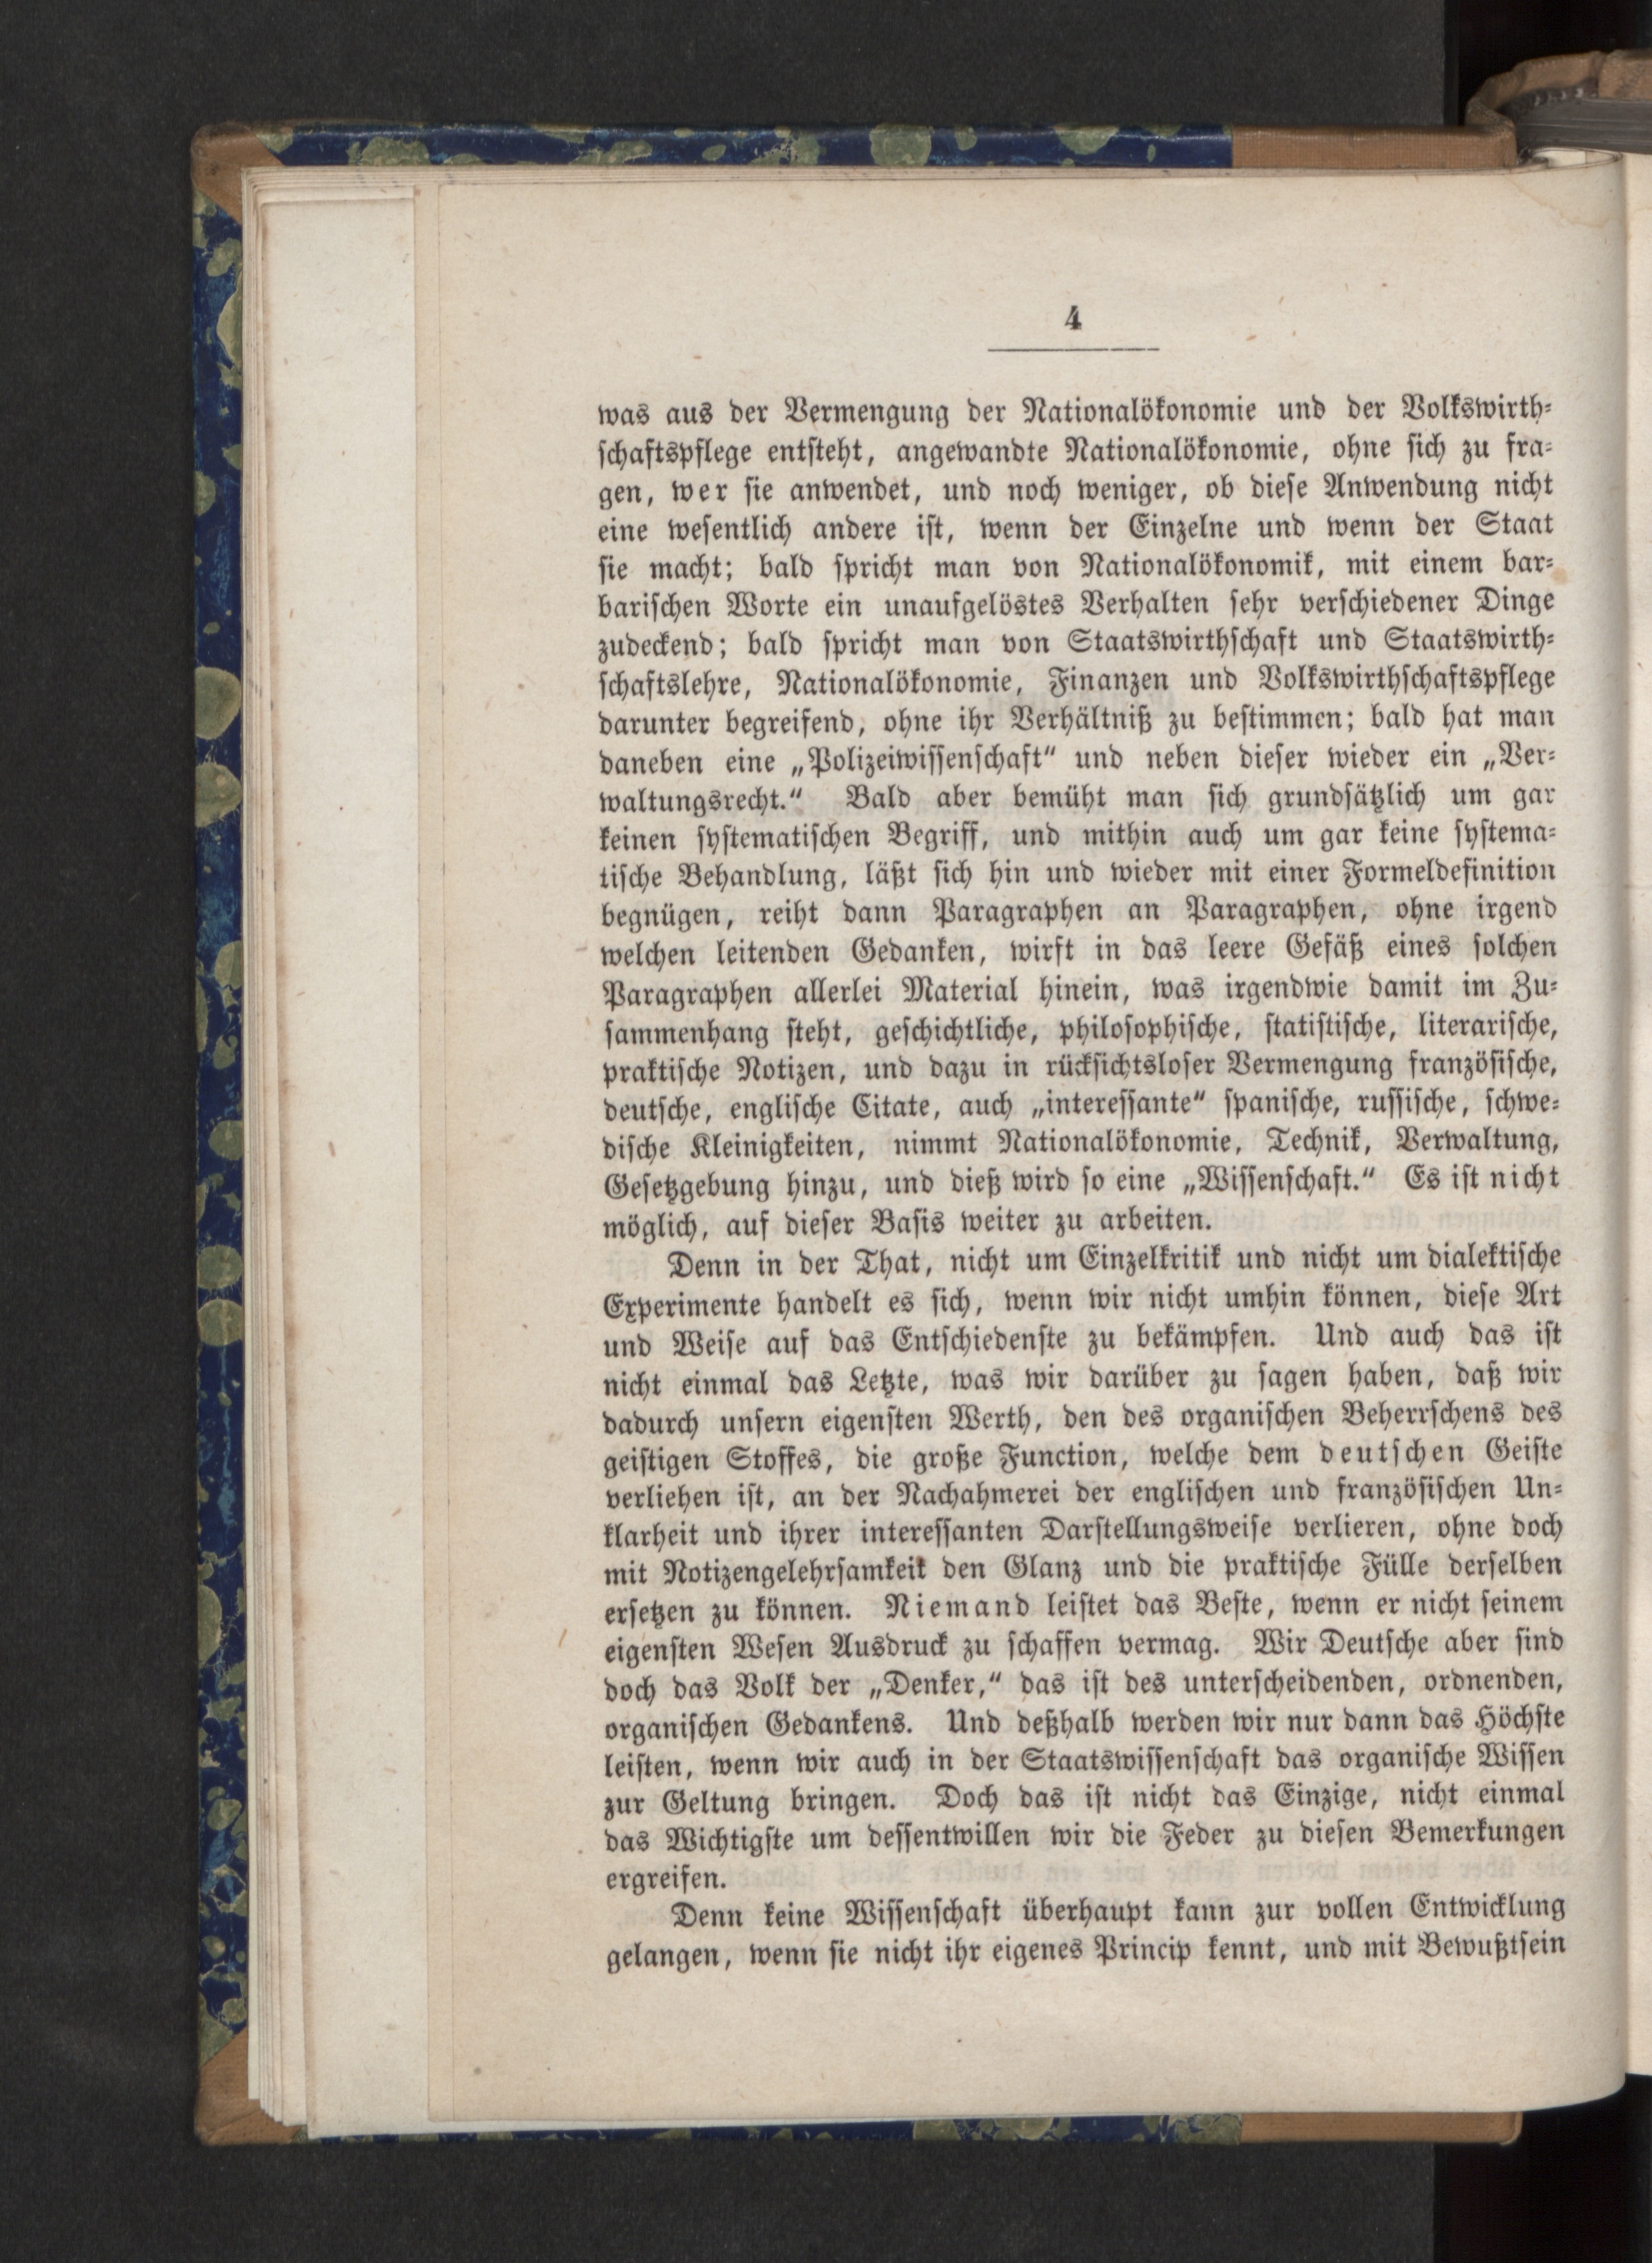 4
was aus der Vermengung der Nationalökonomie und der Volkswirth-
schaftspflege entsteht, angewandte Nationalökonomie, ohne sich zu fra-
gen, wer sie anwendet, und noch weniger, ob diese Anwendung nicht
eine wesentlich andere ist, wenn der Einzelne und wenn der Staat
sie macht; bald spricht man von Nationalökonomik, mit einem bar-
barischen Worte ein unaufgelöstes Verhalten sehr verschiedener Dinge
zudeckend; bald spricht man von Staatswirthschaft und Staatswirth-
schaftslehre, Nationalökonomie, Finanzen und Volkswirthschaftspflege
darunter begreifend, ohne ihr Verhältniß zu bestimmen; bald hat man
daneben eine „Polizeiwissenschaft“ und neben dieser wieder ein „Ver-
waltungsrecht.“ Bald aber bemüht man sich grundsätzlich um gar
keinen systematischen Begriff, und mithin auch um gar keine systema-
tische Behandlung, läßt sich hin und wieder mit einer Formeldefinition
begnügen, reiht dann Paragraphen an Paragraphen, ohne irgend
welchen leitenden Gedanken, wirft in das leere Gefäß eines solchen
Paragraphen allerlei Material hinein, was irgendwie damit im Zu-
sammenhang steht, geschichtliche, philosophische, statistische, literarische,
praktische Notizen, und dazu in rücksichtsloser Vermengung französische,
deutsche, englische Citate, auch „interessante“ spanische, russische, schwe-
dische Kleinigkeiten, nimmt Nationalökonomie, Technik, Verwaltung,
Gesetzgebung hinzu, und dieß wird so eine „Wissenschaft.“ Es ist nicht
möglich, auf dieser Basis weiter zu arbeiten.
Denn in der That, nicht um Einzelkritik und nicht um dialektische
Experimente handelt es sich, wenn wir nicht umhin können, diese Art
und Weise auf das Entschiedenste zu bekämpfen. Und auch das ist
nicht einmal das Letzte, was wir darüber zu sagen haben, daß wir
dadurch unsern eigensten Werth, den des organischen Beherrschens des
geistigen Stoffes, die große Function, welche dem deutschen Geiste
verliehen ist, an der Nachahmerei der englischen und französischen Un-
klarheit und ihrer interessanten Darstellungsweise verlieren, ohne doch
mit Notizengelehrsamkeit den Glanz und die praktische Fülle derselben
ersetzen zu können. Niemand leistet das Beste, wenn er nicht seinem
eigensten Wesen Ausdruck zu schaffen vermag. Wir Deutsche aber sind
doch das Volk der „Denker,“ das ist des unterscheidenden, ordnenden,
organischen Gedankens. Und deßhalb werden wir nur dann das Höchste
leisten, wenn wir auch in der Staatswissenschaft das organische Wissen
zur Geltung bringen. Doch das ist nicht das Einzige, nicht einmal
das Wichtigste um dessentwillen wir die Feder zu diesen Bemerkungen
ergreifen.
Denn keine Wissenschaft überhaupt kann zur vollen Entwicklung
gelangen, wenn sie nicht ihr eigenes Princip kennt, und mit Bewußtsein